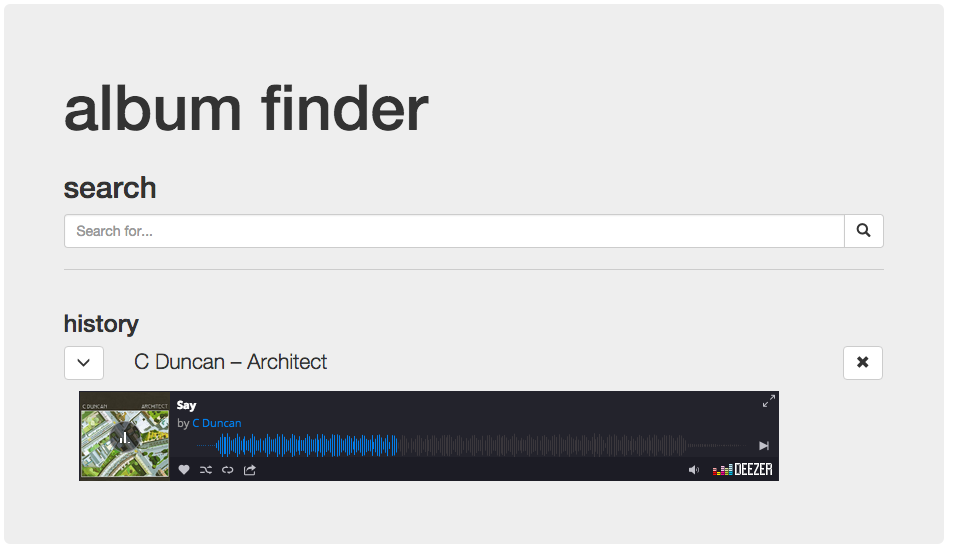 album finder
search
Search for...
history
C Duncan – Architect
C DUNCAN ARCHITECT
Say
by C Duncan
DEEZER